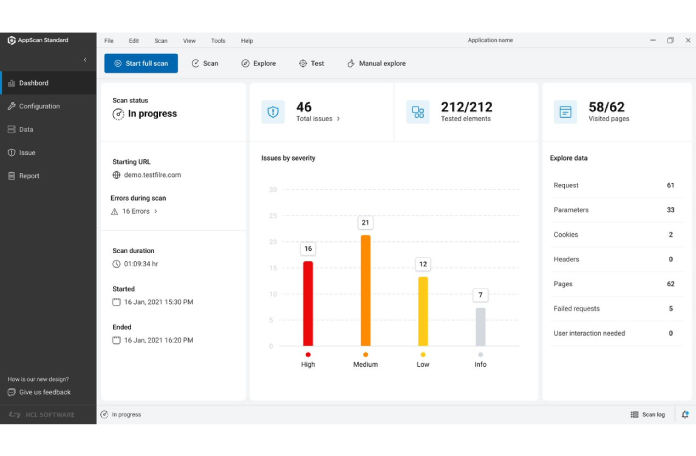 AppScan Standard
File Edit Scan View Tools Help
Application name
Start full scan Scan Explore Test Manual explore
Dashbord
Configuration
Data
Issue
Report
How is our new design?
Give us feedback
HCL SOFTWARE
Scan status
In progress
46
Total issues >
212/212
Tested elements
58/62
Visited pages
Starting URL
demo.testfilre.com
Errors during scan
16 Errors >
Scan duration
01:09:34 hr
Started
16 Jan, 2021 15:30 PM
Ended
16 Jan, 2021 16:20 PM
Issues by severity
30
25
23
15
10
5
0
16
21
12
7
High Medium Low Info
Explore data
Request 61
Parameters 33
Cookies 2
Headers 0
Pages 62
Failed requests 5
User interaction needed 0
In progress
Scan log